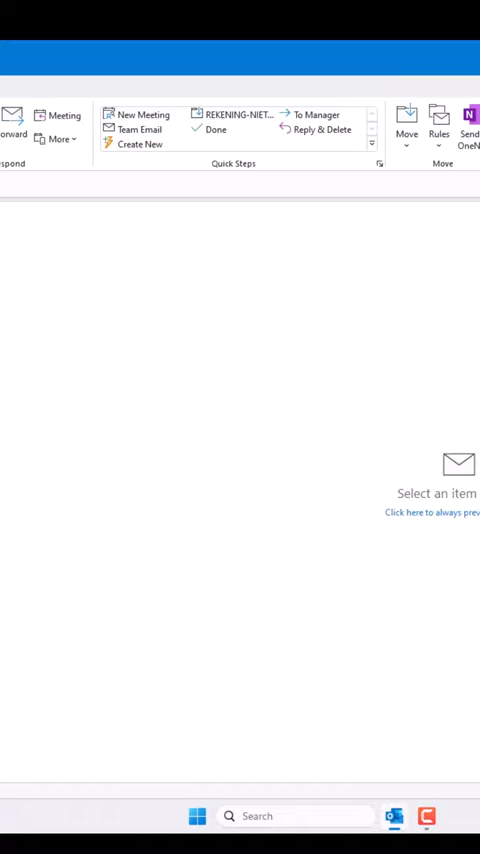 Meeting
New Meeting
REKENING-NIET...
To Manager
Team Email
Done
Reply & Delete
Move
Rules
Send
OneN
orward
More
Create New
spond
Quick Steps
Move
Select an item
Click here to always prev
Search